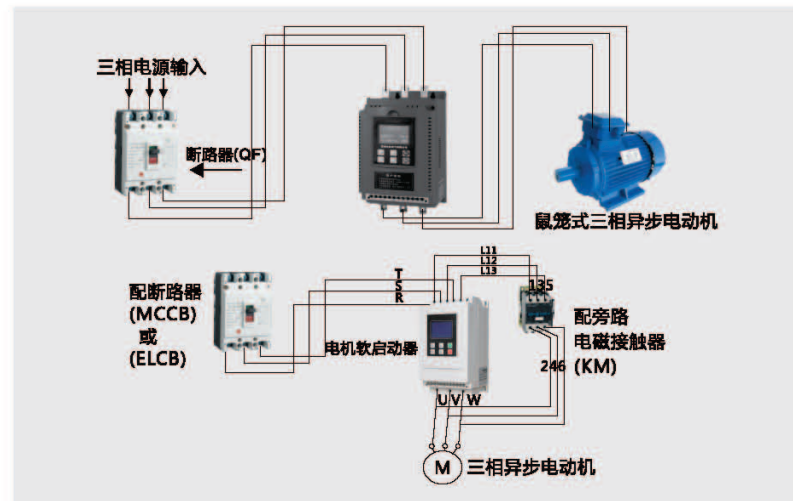 三相电源输入
断路器(QF)
鼠笼式三相异步电动机
L11
L12
L13
T
S
R
135
配断路器
(MCCB)
或
(ELCB)
电机软启动器
配旁路
电磁接触器
(KM)
246
U V W
M
三相异步电动机